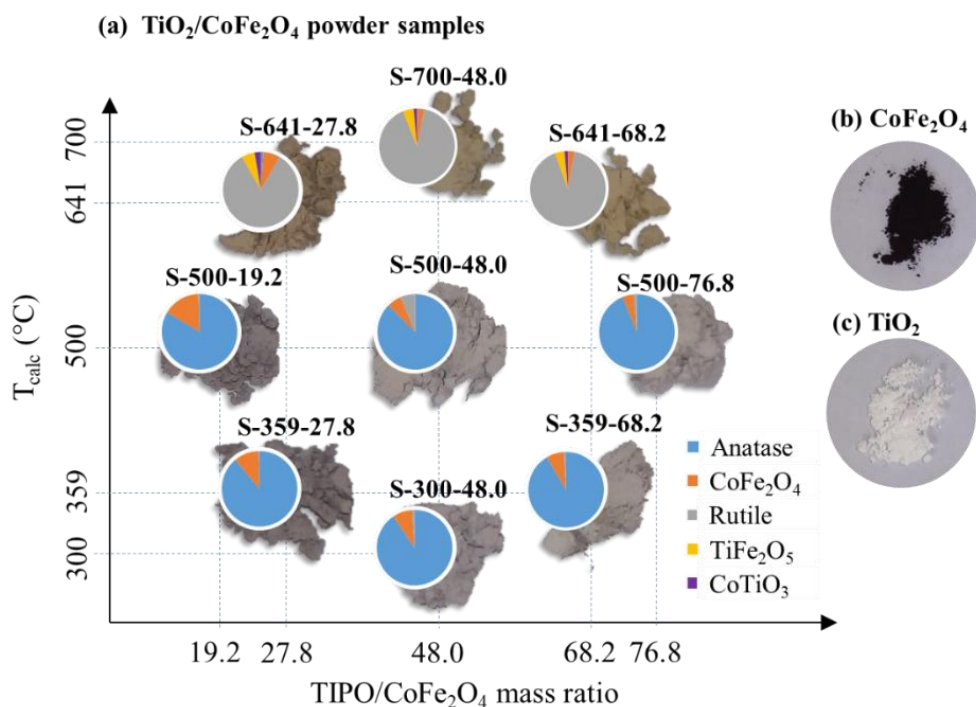 (a) TiO₂/CoFe₂O₄ powder samples
S-700-48.0
S-641-27.8
S-641-68.2
S-500-19.2
S-500-48.0
S-500-76.8
S-359-27.8
S-300-48.0
S-359-68.2
T_calc (°C)
700
641
500
359
300
19.2 27.8 48.0 68.2 76.8
TIPO/CoFe₂O₄ mass ratio
Anatase
CoFe₂O₄
Rutile
TiFe₂O₅
CoTiO₃
(b) CoFe₂O₄
(c) TiO₂